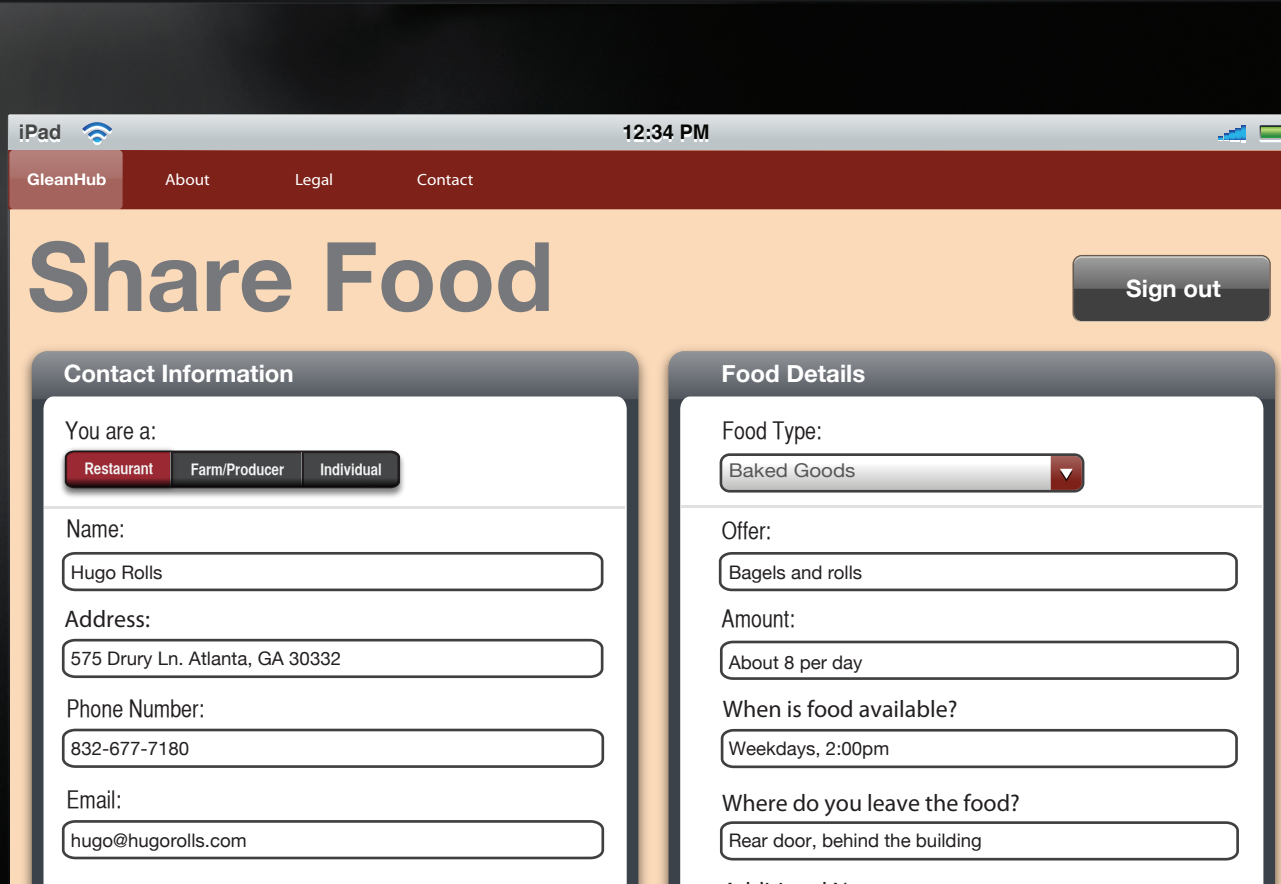 iPad 12:34 PM
GleanHub About Legal Contact
Share Food
Sign out
Contact Information
You are a:
Restaurant Farm/Producer Individual
Name:
Hugo Rolls
Address:
575 Drury Ln. Atlanta, GA 30332
Phone Number:
832-677-7180
Email:
hugo@hugorolls.com
Food Details
Food Type:
Baked Goods
Offer:
Bagels and rolls
Amount:
About 8 per day
When is food available?
Weekdays, 2:00pm
Where do you leave the food?
Rear door, behind the building